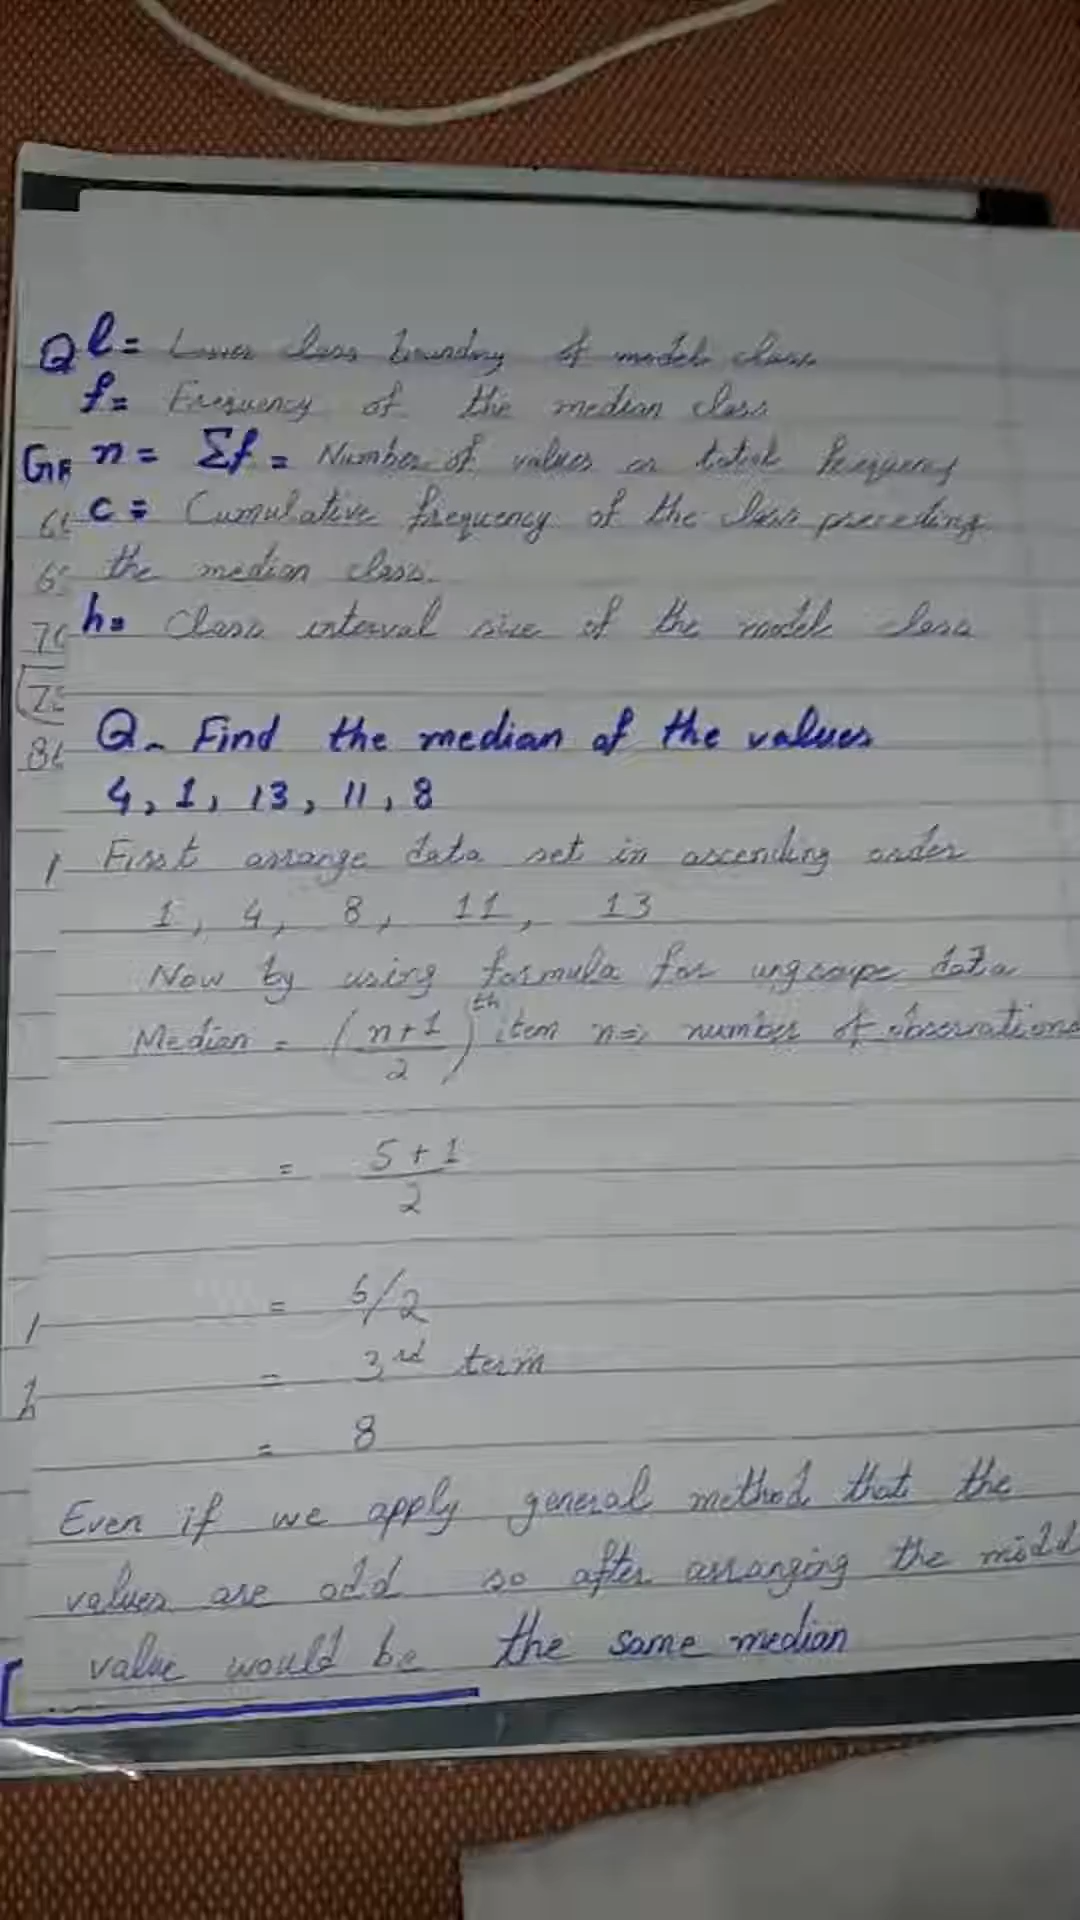 Q l = Lower class boundry of model class
f = Frequency of the median class
n = Σf = Number of values or total frequency
c = Cumulative frequency of the class preceding
the median class.
h = Class interval size of the model class
Q. Find the median of the values
4, 1, 13, 11, 8
First arrange data set in ascending order
1, 4, 8, 11, 13
Now by using formula for ungroupe data
Median = (n+1/2)th item n => number of observations
= 5+1/2
= 6/2
= 3rd term
= 8
Even if we apply general method that the
values are odd so after arranging the midd
value would be the same median